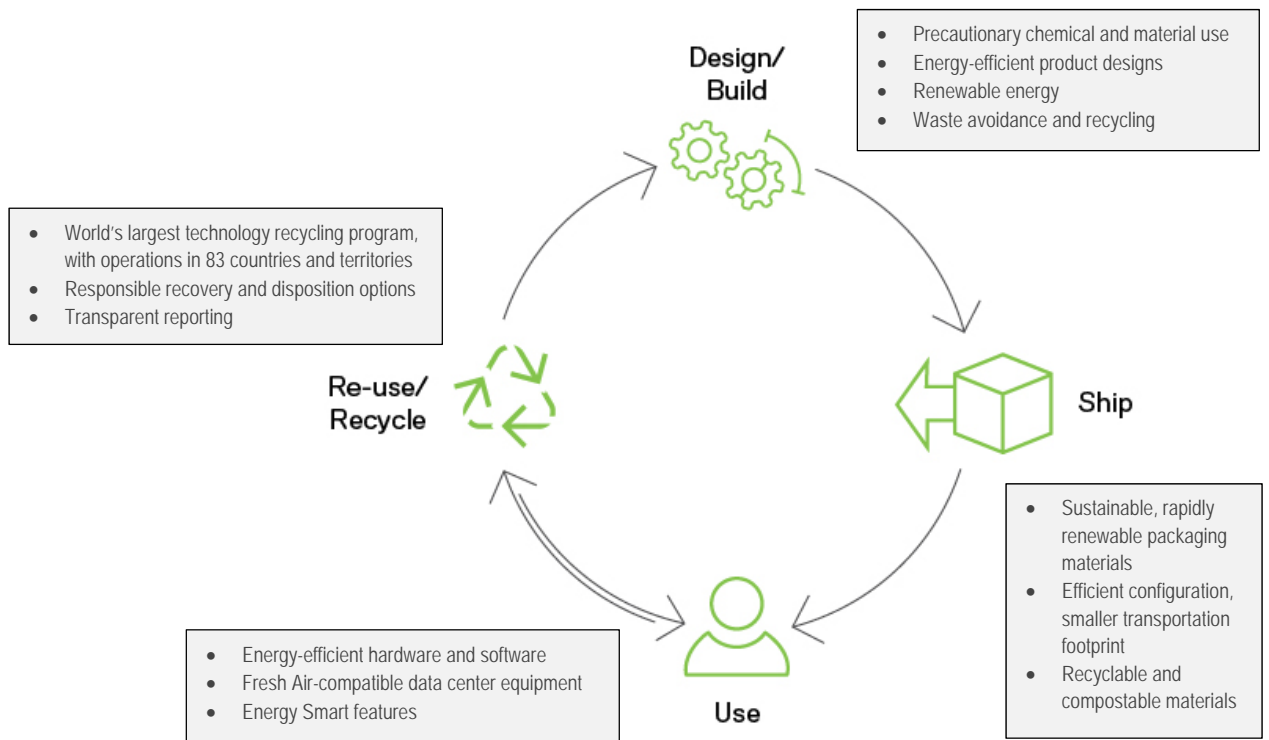 Design/
Build
• Precautionary chemical and material use
• Energy-efficient product designs
• Renewable energy
• Waste avoidance and recycling
• World's largest technology recycling program,
with operations in 83 countries and territories
• Responsible recovery and disposition options
• Transparent reporting
Re-use/
Recycle
Ship
• Sustainable, rapidly
renewable packaging
materials
• Efficient configuration,
smaller transportation
footprint
• Recyclable and
compostable materials
• Energy-efficient hardware and software
• Fresh Air-compatible data center equipment
• Energy Smart features
Use